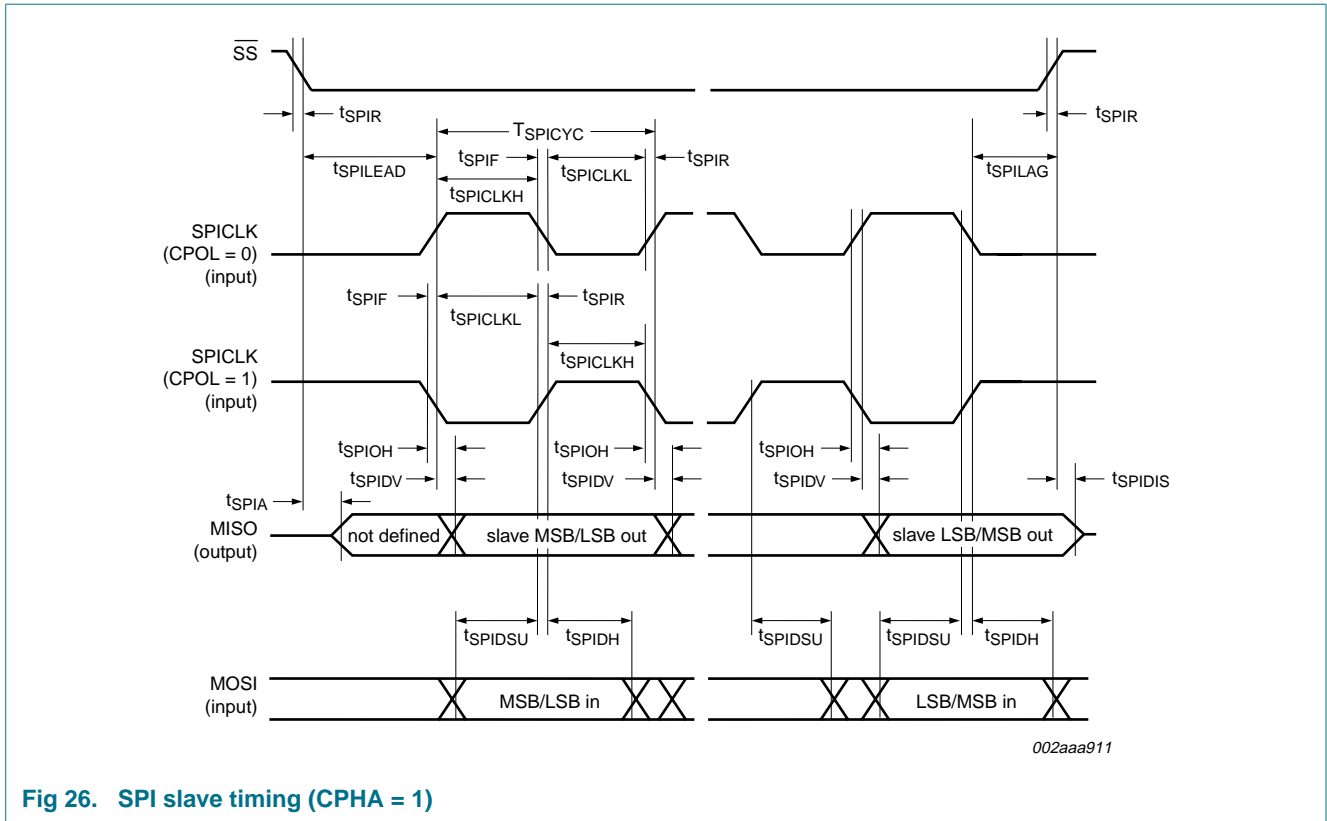 SS
tSPIR
TSPICYC
tSPIR
tSPILEAD
tSPIF
tSPICLKL
tSPIR
tSPILAG
tSPICLKH
SPICLK
(CPOL = 0)
(input)
tSPIF
tSPICLKL
tSPIR
SPICLK
(CPOL = 1)
(input)
tSPICLKH
tSPIOH
tSPIOH
tSPIOH
tSPIDV
tSPIDV
tSPIDV
tSPIDIS
tSPIA
MISO
(output)
not defined
slave MSB/LSB out
slave LSB/MSB out
tSPIDSU
tSPIDH
tSPIDSU
tSPIDSU
tSPIDH
MOSI
(input)
MSB/LSB in
LSB/MSB in
002aaa911
Fig 26. SPI slave timing (CPHA = 1)